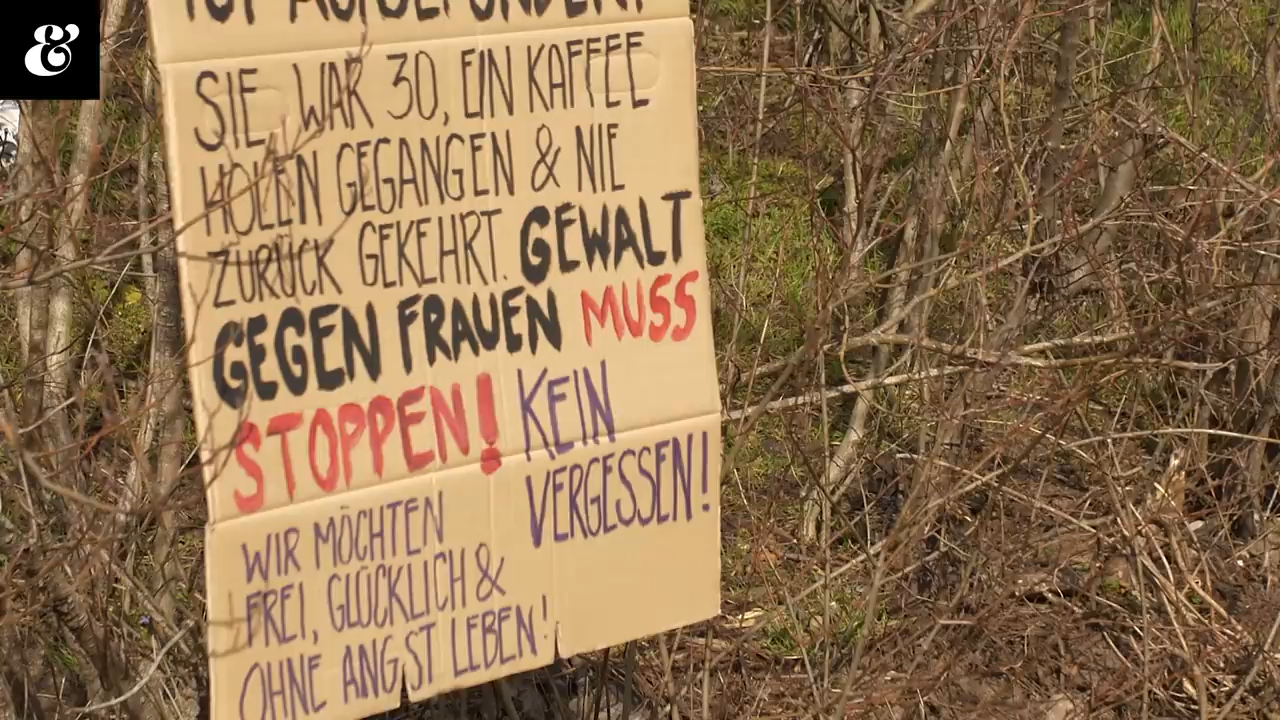 &
SIE WAR 30, EIN KAFFEE
HOLEN GEGANGEN & NIE
ZURÜCK GEKEHRT. GEWALT
GEGEN FRAUEN MUSS
STOPPEN! KEIN
VERGESSEN!
WIR MÖCHTEN
FREI, GLÜCKLICH &
OHNE ANGST LEBEN!